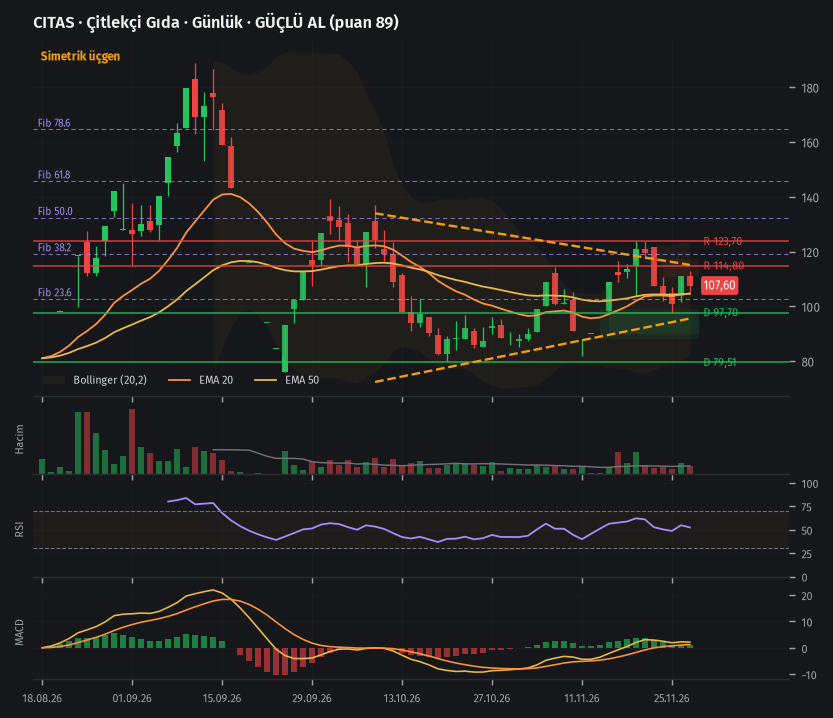 CITAS · Çitlekçi Gıda · Günlük · GÜÇLÜ AL (puan 89)
Simetrik üçgen
180
Fib 78.6
160
Fib 61.8
140
Fib 50.0
R 123,70
Fib 38.2
120
R 114,80
107,60
Fib 23.6
100
D 97,70
80
D 79,51
Bollinger (20,2) EMA 20 EMA 50
Hacim
100
75
RSI
50
25
0
20
10
MACD
0
-10
18.08.26 01.09.26 15.09.26 29.09.26 13.10.26 27.10.26 11.11.26 25.11.26